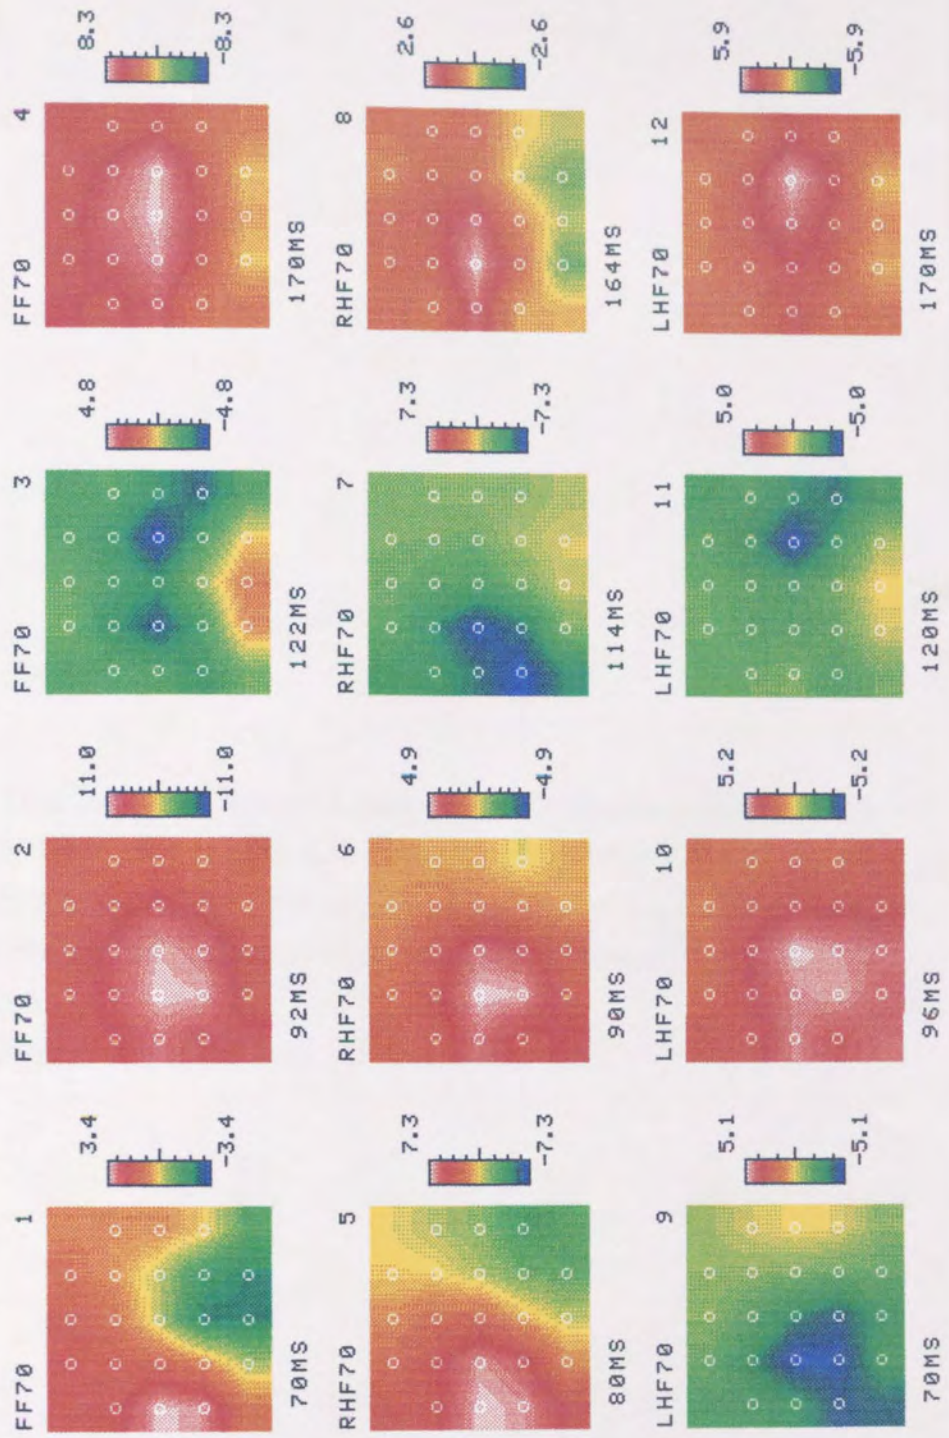 FF70 1
3.4
-3.4
70MS
FF70 2
11.0
-11.0
92MS
FF70 3
4.8
-4.8
122MS
FF70 4
8.3
-8.3
170MS
RHF70 5
7.3
-7.3
80MS
RHF70 6
4.9
-4.9
90MS
RHF70 7
7.3
-7.3
114MS
RHF70 8
2.6
-2.6
164MS
LHF70 9
5.1
-5.1
70MS
LHF70 10
5.2
-5.2
96MS
LHF70 11
5.0
-5.0
120MS
LHF70 12
5.9
-5.9
170MS